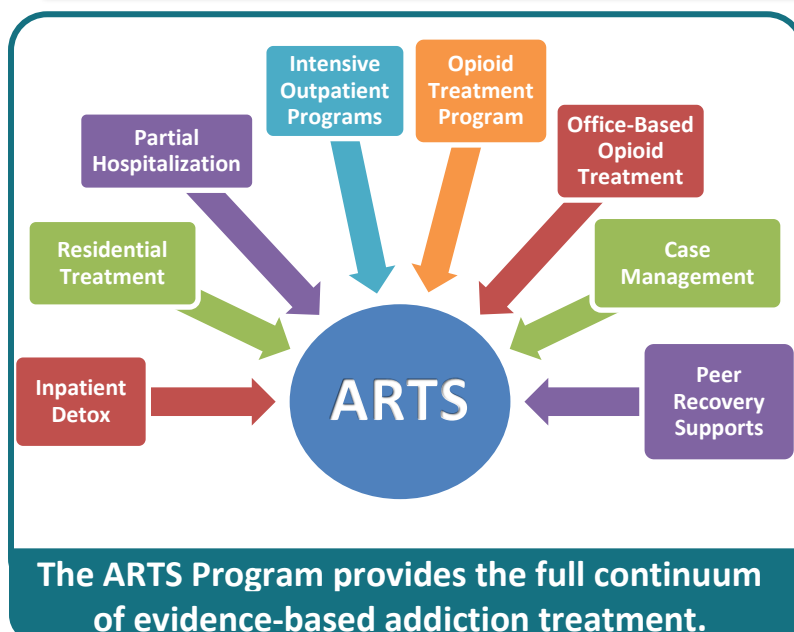 Inpatient
Detox
Residential
Treatment
Partial
Hospitalization
Intensive
Outpatient
Programs
Opioid
Treatment
Program
Office-Based
Opioid
Treatment
Case
Management
Peer
Recovery
Supports
ARTS
The ARTS Program provides the full continuum
of evidence-based addiction treatment.